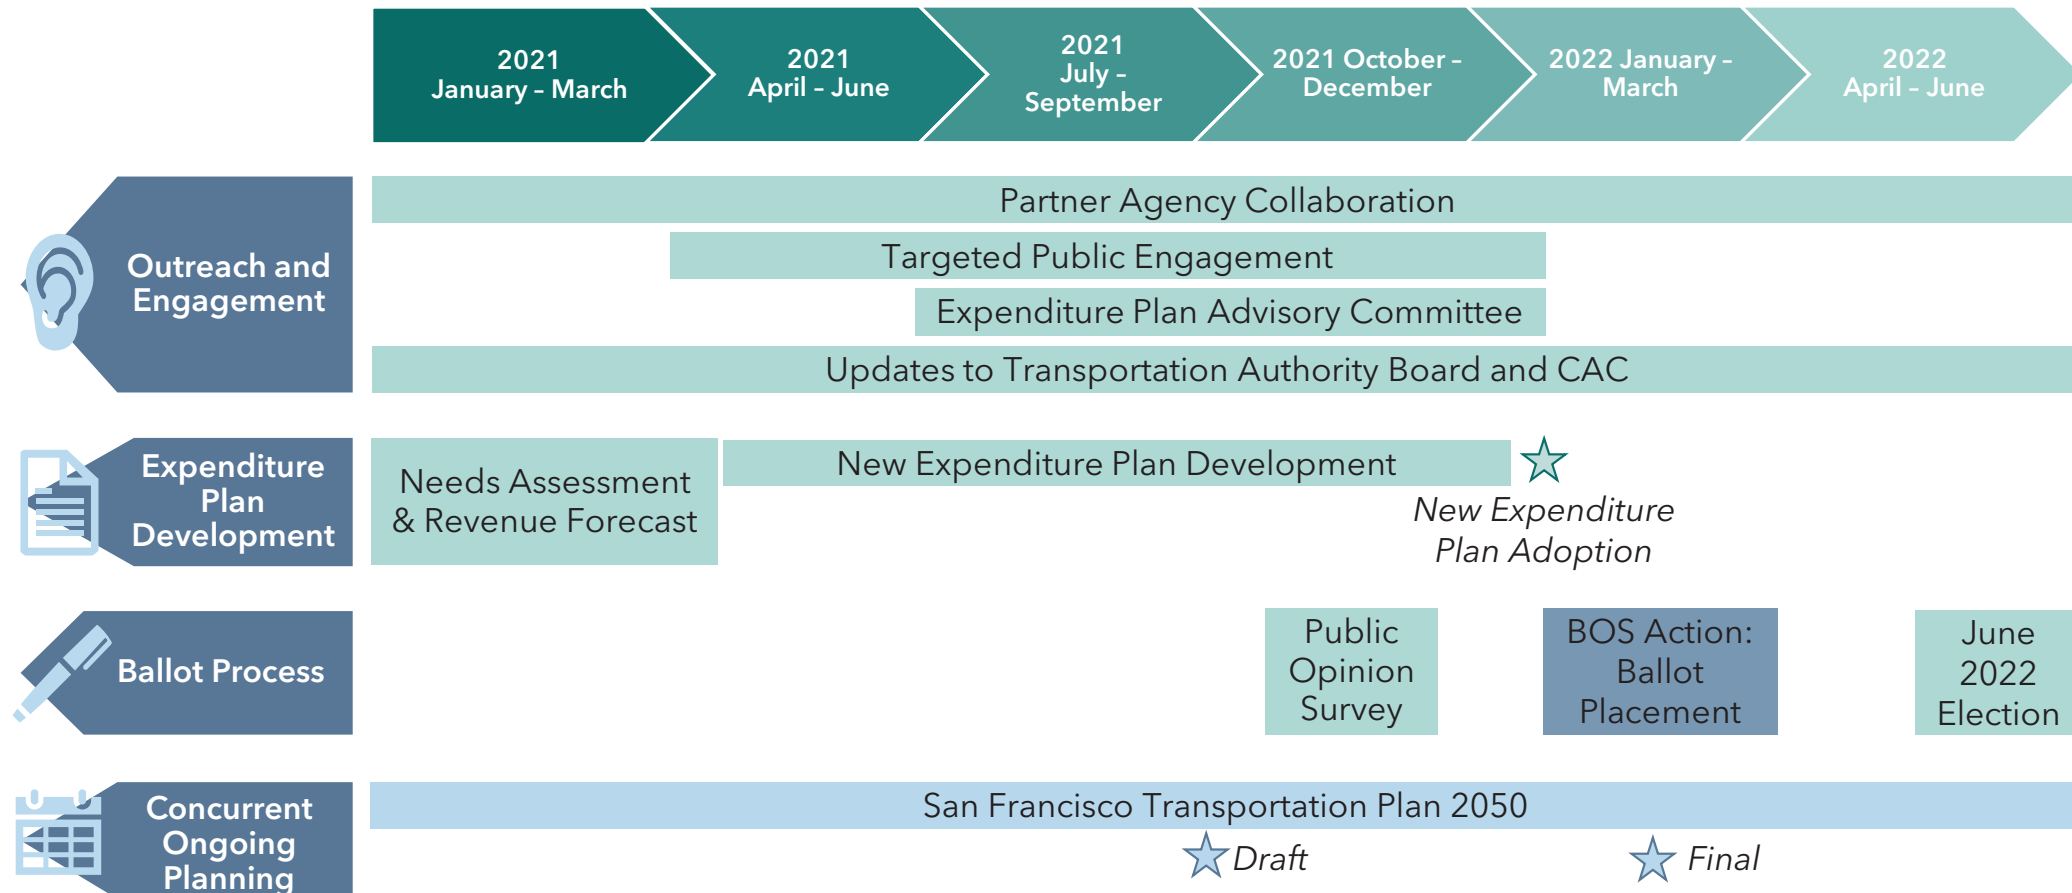 2021
January – March
2021
April – June
2021
July –
September
2021 October –
December
2022 January –
March
2022
April – June
Outreach and
Engagement
Partner Agency Collaboration
Targeted Public Engagement
Expenditure Plan Advisory Committee
Updates to Transportation Authority Board and CAC
Expenditure
Plan
Development
Needs Assessment
& Revenue Forecast
New Expenditure Plan Development
New Expenditure
Plan Adoption
Ballot Process
Public
Opinion
Survey
BOS Action:
Ballot
Placement
June
2022
Election
Concurrent
Ongoing
Planning
San Francisco Transportation Plan 2050
Draft
Final